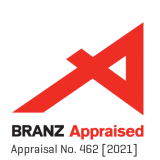 BRANZ Appraised
Appraisal No. 462 [2021]